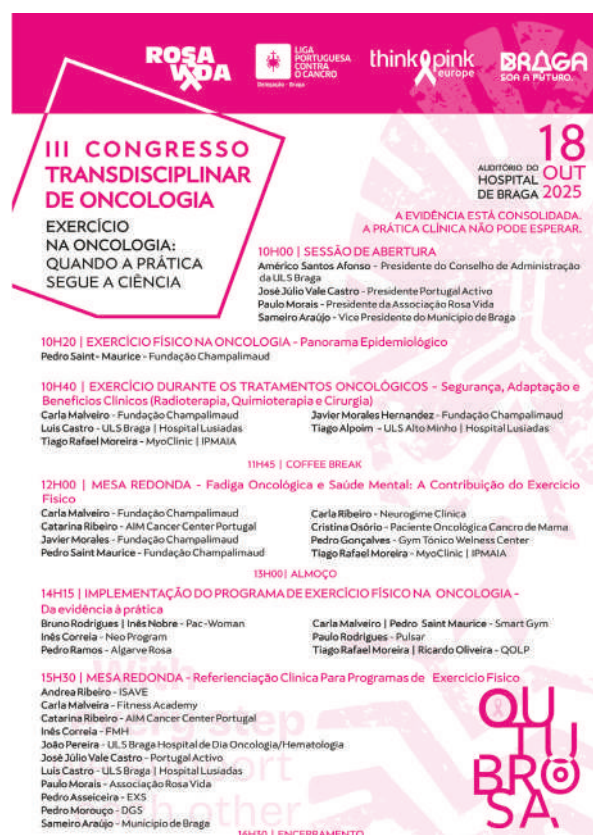 ROSA
VIDA
LIGA
PORTUGUESA
CONTRA
O CANCRO
Delegação - Braga
think pink
europe
BRAGA
SOA A FUTURO.
III CONGRESSO
TRANSDISCIPLINAR
DE ONCOLOGIA
EXERCÍCIO
NA ONCOLOGIA:
QUANDO A PRÁTICA
SEGUE A CIÊNCIA
18
OUT
2025
AUDITÓRIO DO
HOSPITAL
DE BRAGA
A EVIDÊNCIA ESTÁ CONSOLIDADA.
A PRÁTICA CLÍNICA NÃO PODE ESPERAR.
10H00 | SESSÃO DE ABERTURA
Américo Santos Afonso - Presidente do Conselho de Administração
da ULS Braga
José Júlio Vale Castro - Presidente Portugal Activo
Paulo Morais - Presidente da Associação Rosa Vida
Sameiro Araújo - Vice Presidente do Município de Braga
10H20 | EXERCÍCIO FÍSICO NA ONCOLOGIA - Panorama Epidemiológico
Pedro Saint- Maurice - Fundação Champalimaud
10H40 | EXERCÍCIO DURANTE OS TRATAMENTOS ONCOLÓGICOS - Segurança, Adaptação e
Benefícios Clínicos (Radioterapia, Quimioterapia e Cirurgia)
Carla Malveiro - Fundação Champalimaud
Luis Castro - ULS Braga | Hospital Lusiadas
Tiago Rafael Moreira - MyoClinic | IPMAIA
Javier Morales Hernandez - Fundação Champalimaud
Tiago Alpoim - ULS Alto Minho | Hospital Lusiadas
11H45 | COFFEE BREAK
12H00 | MESA REDONDA - Fadiga Oncológica e Saúde Mental: A Contribuição do Exercício
Físico
Carla Malveiro - Fundação Champalimaud
Catarina Ribeiro - AIM Cancer Center Portugal
Javier Morales - Fundação Champalimaud
Pedro Saint Maurice - Fundação Champalimaud
Carla Ribeiro - Neurogime Clinica
Cristina Osório - Paciente Oncológica Cancro de Mama
Pedro Gonçalves - Gym Tónico Welness Center
Tiago Rafael Moreira - MyoClinic | IPMAIA
13H00| ALMOÇO
14H15 | IMPLEMENTAÇÃO DO PROGRAMA DE EXERCÍCIO FÍSICO NA ONCOLOGIA -
Da evidência à prática
Bruno Rodrigues | Inês Nobre - Pac-Woman
Inês Correia - Neo Program
Pedro Ramos - Algarve Rosa
Carla Malveiro | Pedro Saint Maurice - Smart Gym
Paulo Rodrigues - Pulsar
Tiago Rafael Moreira | Ricardo Oliveira - QOLP
15H30 | MESA REDONDA - Referienciação Clínica Para Programas de Exercício Físico
Andrea Ribeiro - ISAVE
Carla Malveira - Fitness Academy
Catarina Ribeiro - AIM Cancer Center Portugal
Inês Correia - FMH
João Pereira - ULS Braga Hospital de Dia Oncologia/Hematologia
José Júlio Vale Castro - Portugal Activo
Luis Castro - ULS Braga | Hospital Lusiadas
Paulo Morais - Associação Rosa Vida
Pedro Asseiceira - EXS
Pedro Morouço - DGS
Sameiro Araújo - Municipio de Braga
16H30 | ENCERRAMENTO
OU
TU
BRO
SA